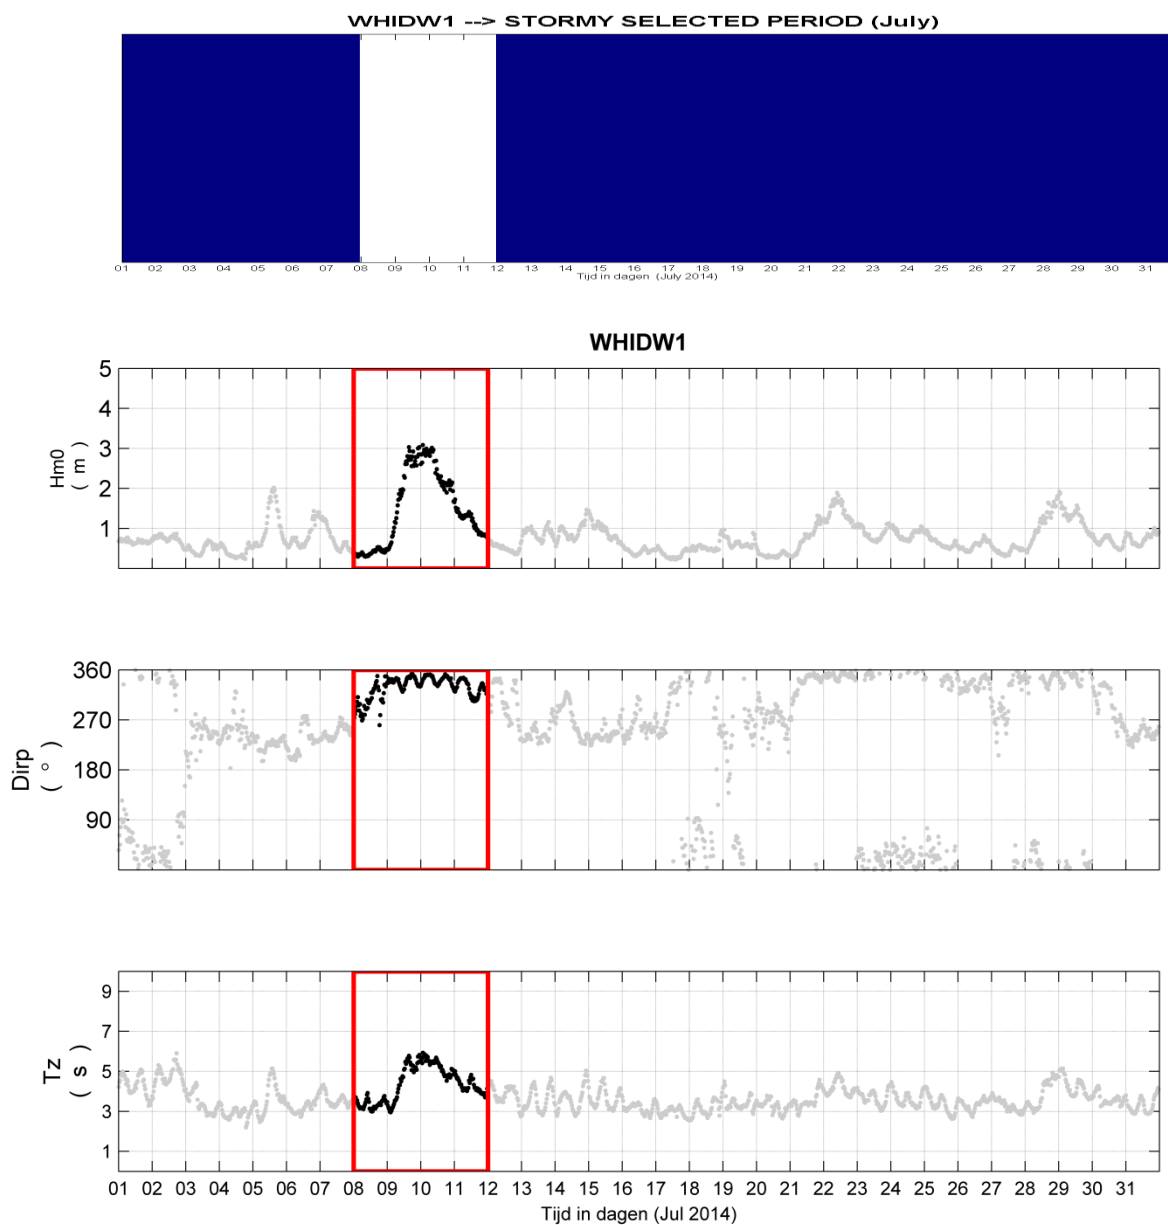 WHIDW1 --> STORMY SELECTED PERIOD (July)
01 02 03 04 05 06 07 08 09 10 11 12 13 14 15 16 17 18 19 20 21 22 23 24 25 26 27 28 29 30 31
Tijd in dagen (July 2014)
WHIDW1
5
4
3
2
1
Hm0
( m )
360
270
180
90
Dirp
( ° )
9
7
5
3
1
Tz
( s )
01 02 03 04 05 06 07 08 09 10 11 12 13 14 15 16 17 18 19 20 21 22 23 24 25 26 27 28 29 30 31
Tijd in dagen (Jul 2014)